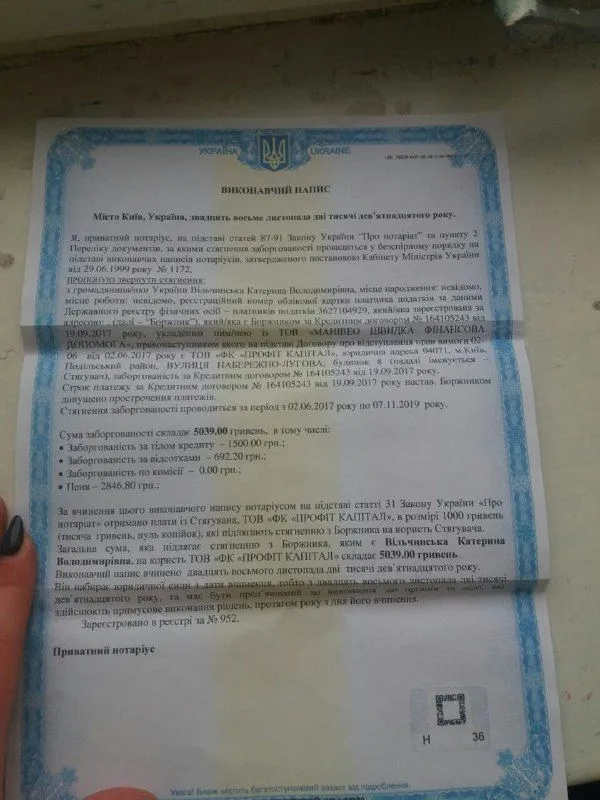 УКРАЇНА UKRAINE
ВИКОНАВЧИЙ НАПИС
Місто Київ, Україна, двадцять восьме листопада дві тисячі дев'ятнадцятого року.
Я, приватний нотаріус, на підставі статей 87-91 Закону України "Про нотаріат" та пункту 2
Переліку документів, за якими стягнення заборгованості провадиться у безспірному порядку на
підставі виконавчих написів нотаріусів, затвердженого постановою Кабінету Міністрів України
від 29.06.1999 року № 1172,
ПРОПОНУЮ ЗВЕРНУТИ СТЯГНЕННЯ:
з громадянина/нки України Вільчинська Катерина Володимирівна, місце народження: невідомо,
місце роботи: невідомо, реєстраційний номер облікової картки платника податків за даними
Державного реєстру фізичних осіб – платників податків 3627104929, який/яка зареєстрована за
адресою: , (далі – "Боржник"), який/яка є Боржником за Кредитним договором № 164105243 від
19.09.2017 року, укладеним з ТОВ «МАНІВЕО ШВИДКА ФІНАНСОВА
ДОПОМОГА», правонаступником якого на підставі Договору про відступлення прав вимоги 02-
06 від 02.06.2017 року є ТОВ «ФК «ПРОФІТ КАПІТАЛ», юридична адреса 04071, м.Київ,
Подільський район, ВУЛИЦЯ НАБЕРЕЖНО-ЛУГОВА, будинок 8 (надалі іменується –
Стягувач), заборгованість за Кредитним договором № 164105243 від 19.09.2017 року.
Строк платежу за Кредитним договором № 164105243 від 19.09.2017 року настав. Боржником
допущено прострочення платежів.
Стягнення заборгованості проводиться за період з 02.06.2017 року по 07.11.2019 року.
Сума заборгованості складає 5039.00 гривень, в тому числі:
• Заборгованість за тілом кредиту – 1500.00 грн.;
• Заборгованість за відсотками – 692.20 грн.;
• Заборгованість по комісії – 0.00 грн.;
• Пеня – 2846.80 грн.;
За вчинення цього виконавчого напису нотаріусом на підставі статті 31 Закону України «Про
нотаріат» отримано плати із Стягувача, ТОВ «ФК «ПРОФІТ КАПІТАЛ», в розмірі 1000 гривень
(тисяча гривень, нуль копійок), які підлягають стягненню з Боржника на користь Стягувача.
Загальна сума, яка підлягає стягненню з Боржника, яким є Вільчинська Катерина
Володимирівна, на користь ТОВ «ФК «ПРОФІТ КАПІТАЛ» складає 5039.00 гривень.
Виконавчий напис вчинено двадцять восьмого листопада дві тисячі дев'ятнадцятого року.
Він набирає юридичної сили з дати вчинення, тобто з двадцять восьмого листопада дві тисячі
дев'ятнадцятого року, та має бути пред'явлений до виконання до органів та осіб, які
здійснюють примусове виконання рішень, протягом року з дня його вчинення.
Зареєстровано в реєстрі за № 952.
Приватний нотаріус
Н 36
Увага! Бланк містить багатоступеневий захист від підроблення.